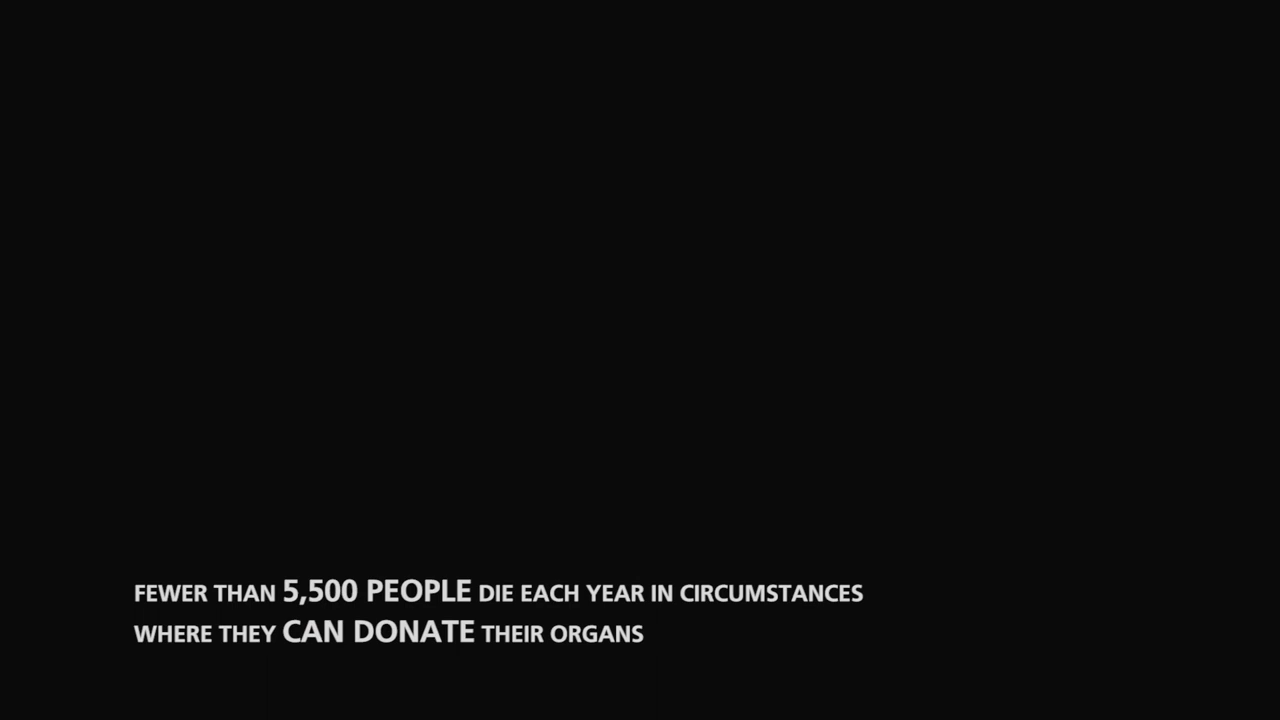 FEWER THAN 5,500 PEOPLE DIE EACH YEAR IN CIRCUMSTANCES
WHERE THEY CAN DONATE THEIR ORGANS